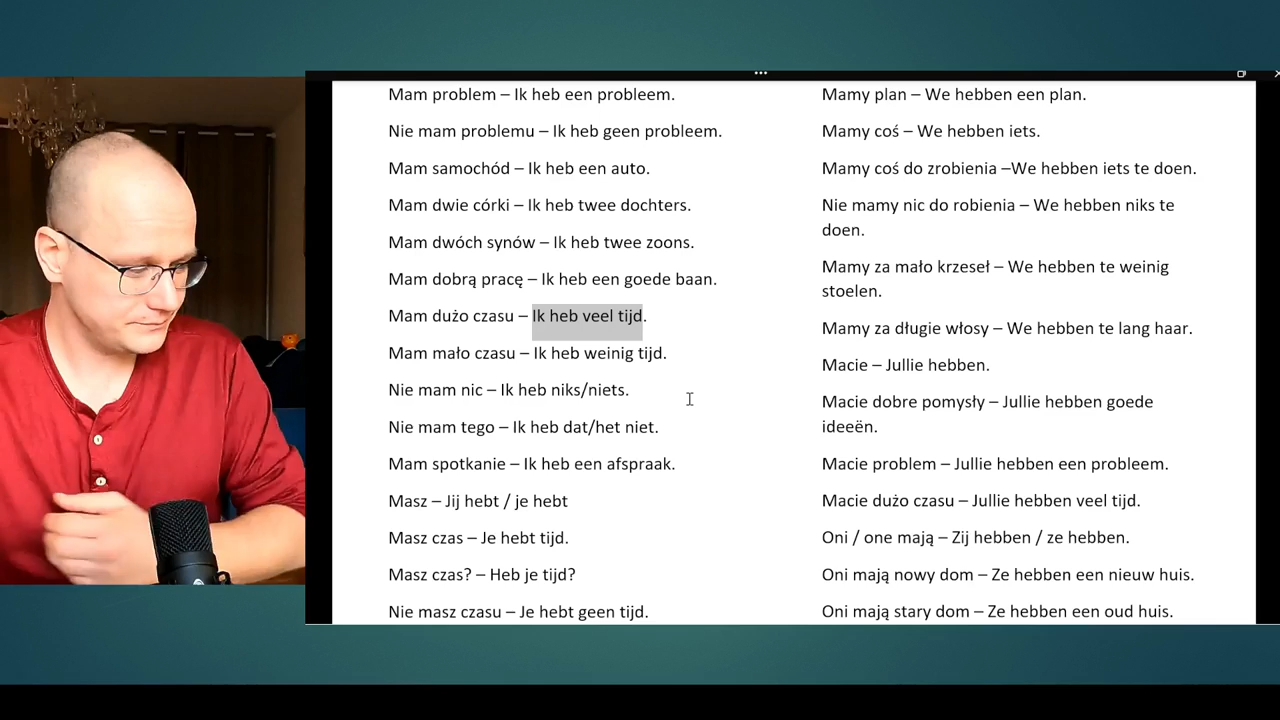 Mam problem – Ik heb een probleem.
Nie mam problemu – Ik heb geen probleem.
Mam samochód – Ik heb een auto.
Mam dwie córki – Ik heb twee dochters.
Mam dwóch synów – Ik heb twee zoons.
Mam dobrą pracę – Ik heb een goede baan.
Mam dużo czasu – Ik heb veel tijd.
Mam mało czasu – Ik heb weinig tijd.
Nie mam nic – Ik heb niks/niets.
Nie mam tego – Ik heb dat/het niet.
Mam spotkanie – Ik heb een afspraak.
Masz – Jij hebt / je hebt
Masz czas – Je hebt tijd.
Masz czas? – Heb je tijd?
Nie masz czasu – Je hebt geen tijd.
Mamy plan – We hebben een plan.
Mamy coś – We hebben iets.
Mamy coś do zrobienia –We hebben iets te doen.
Nie mamy nic do robienia – We hebben niks te
doen.
Mamy za mało krzeseł – We hebben te weinig
stoelen.
Mamy za długie włosy – We hebben te lang haar.
Macie – Jullie hebben.
Macie dobre pomysły – Jullie hebben goede
ideeën.
Macie problem – Jullie hebben een probleem.
Macie dużo czasu – Jullie hebben veel tijd.
Oni / one mają – Zij hebben / ze hebben.
Oni mają nowy dom – Ze hebben een nieuw huis.
Oni mają stary dom – Ze hebben een oud huis.